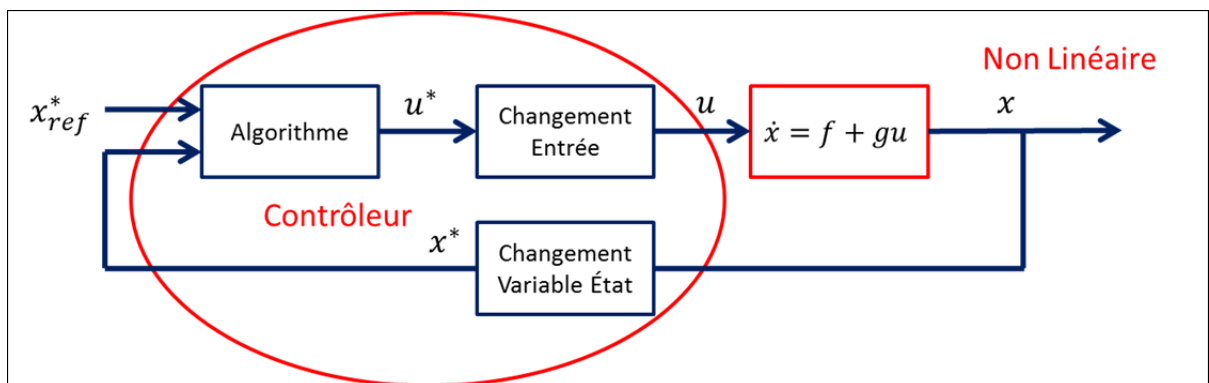 Non Linéaire
x*ref
Algorithme
u*
Changement
Entrée
u
ẋ = f + gu
x
Contrôleur
x*
Changement
Variable État